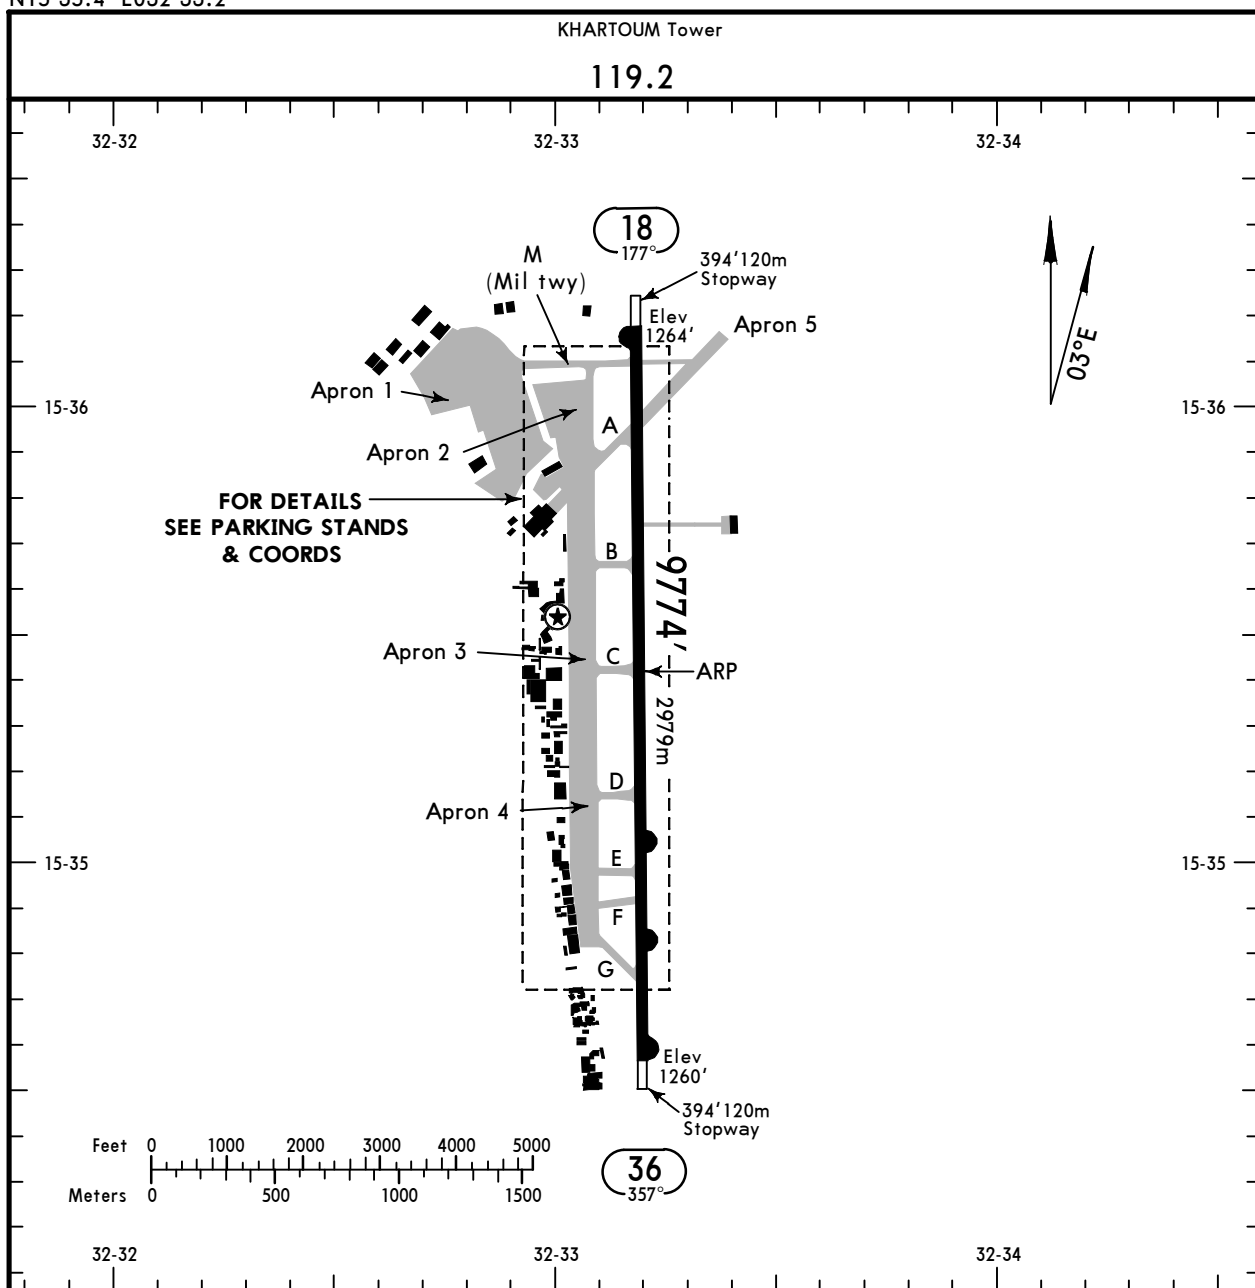 N15 35.4 E032 33.2
KHARTOUM Tower
119.2
32-32
32-33
32-34
18
177°
M
(Mil twy)
394'120m
Stopway
Elev
1264'
Apron 5
03°E
Apron 1
15-36
15-36
A
Apron 2
FOR DETAILS
SEE PARKING STANDS
& COORDS
B
9774'
Apron 3
C
ARP
2979m
D
Apron 4
E
15-35
15-35
F
G
Elev
1260'
394'120m
Stopway
Feet 0 1000 2000 3000 4000 5000
Meters 0 500 1000 1500
36
357°
32-32
32-33
32-34